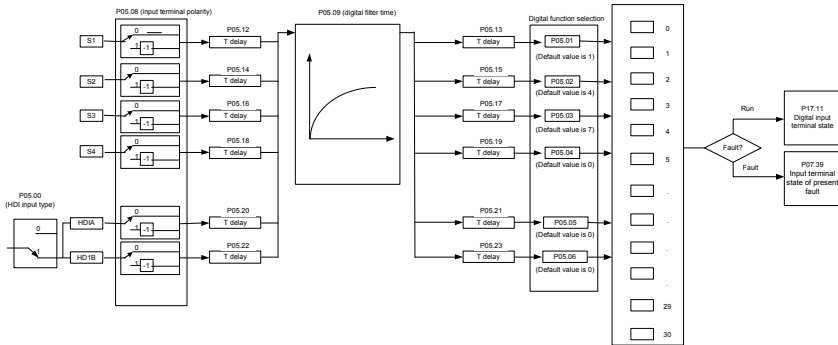 P05.08 (input terminal polarity)
P05.12
P05.09 (digital filter time)
P05.13
Digital function selection
S1
0
1
-1
T delay
T delay
P05.01
(Default value is 1)
0
1
P05.14
P05.15
S2
0
1
-1
T delay
T delay
P05.02
(Default value is 4)
2
P05.16
P05.17
S3
0
1
-1
T delay
T delay
P05.03
(Default value is 7)
3
4
P05.18
P05.19
S4
0
1
-1
T delay
T delay
P05.04
(Default value is 0)
5
Run
Fault?
Fault
P17.11
Digital input
terminal state
P07.39
Input terminal
state of present
fault
P05.00
(HDI input type)
0
1
P05.20
P05.21
HDIA
0
1
-1
T delay
T delay
P05.05
(Default value is 0)
.
.
P05.22
P05.23
HD1B
0
1
-1
T delay
T delay
P05.06
(Default value is 0)
.
.
29
30